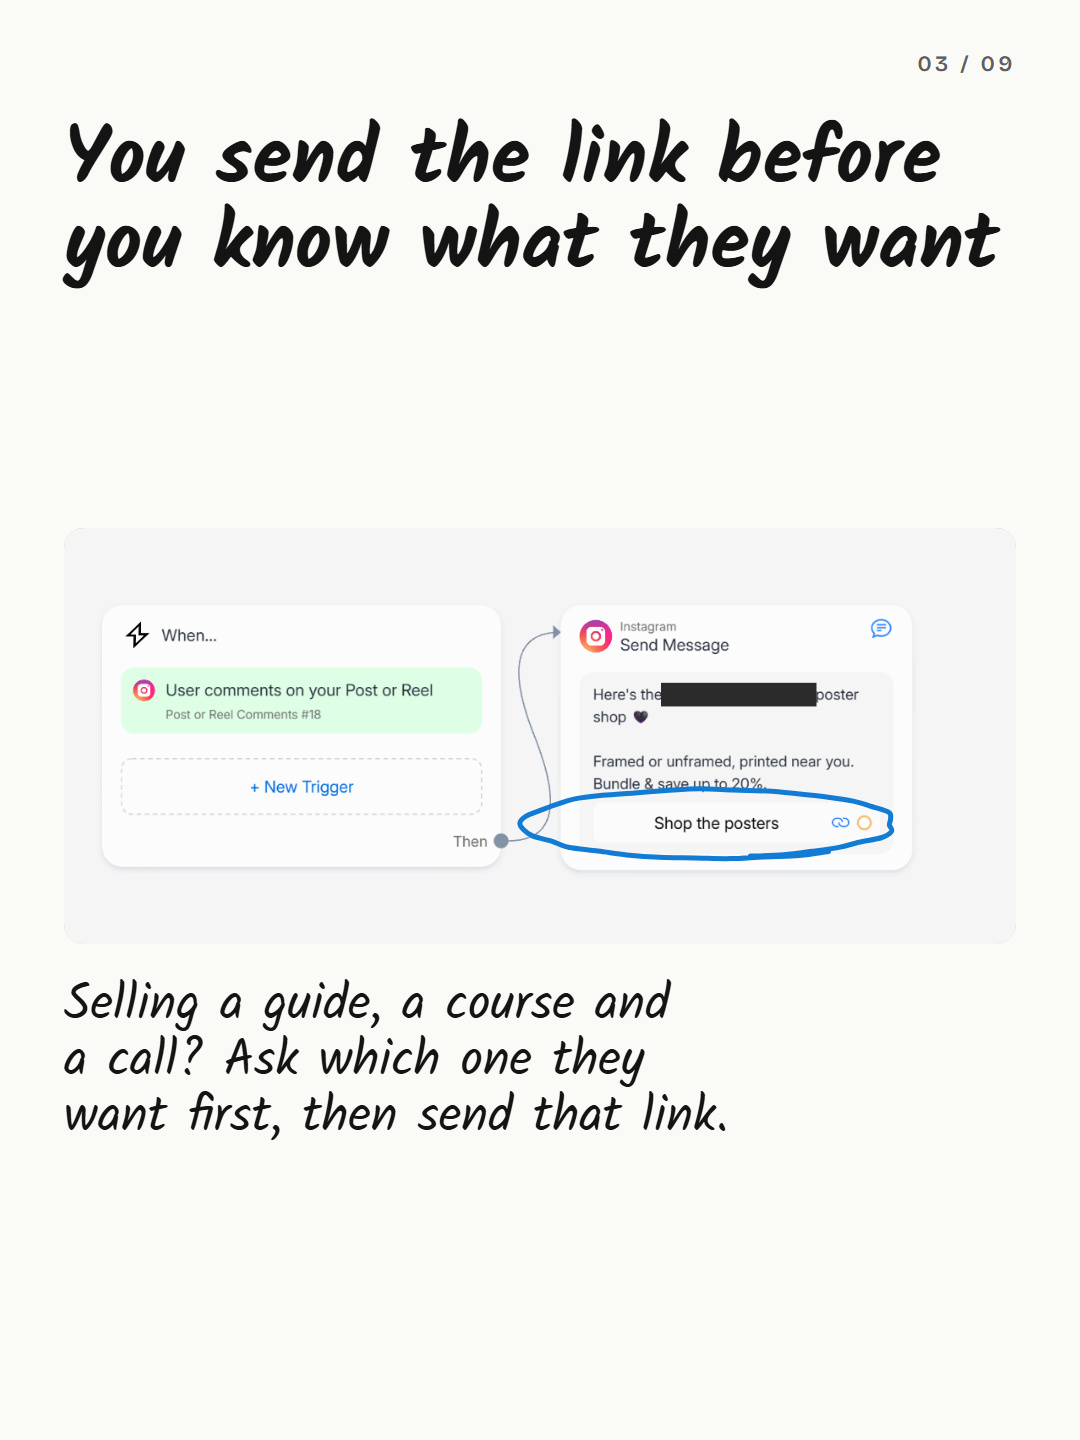 03 / 09
You send the link before
you know what they want
When...
User comments on your Post or Reel
Post or Reel Comments #18
+ New Trigger
Then
Instagram
Send Message
Here's the poster
shop 🖤
Framed or unframed, printed near you.
Bundle & save up to 20%.
Shop the posters
Selling a guide, a course and
a call? Ask which one they
want first, then send that link.